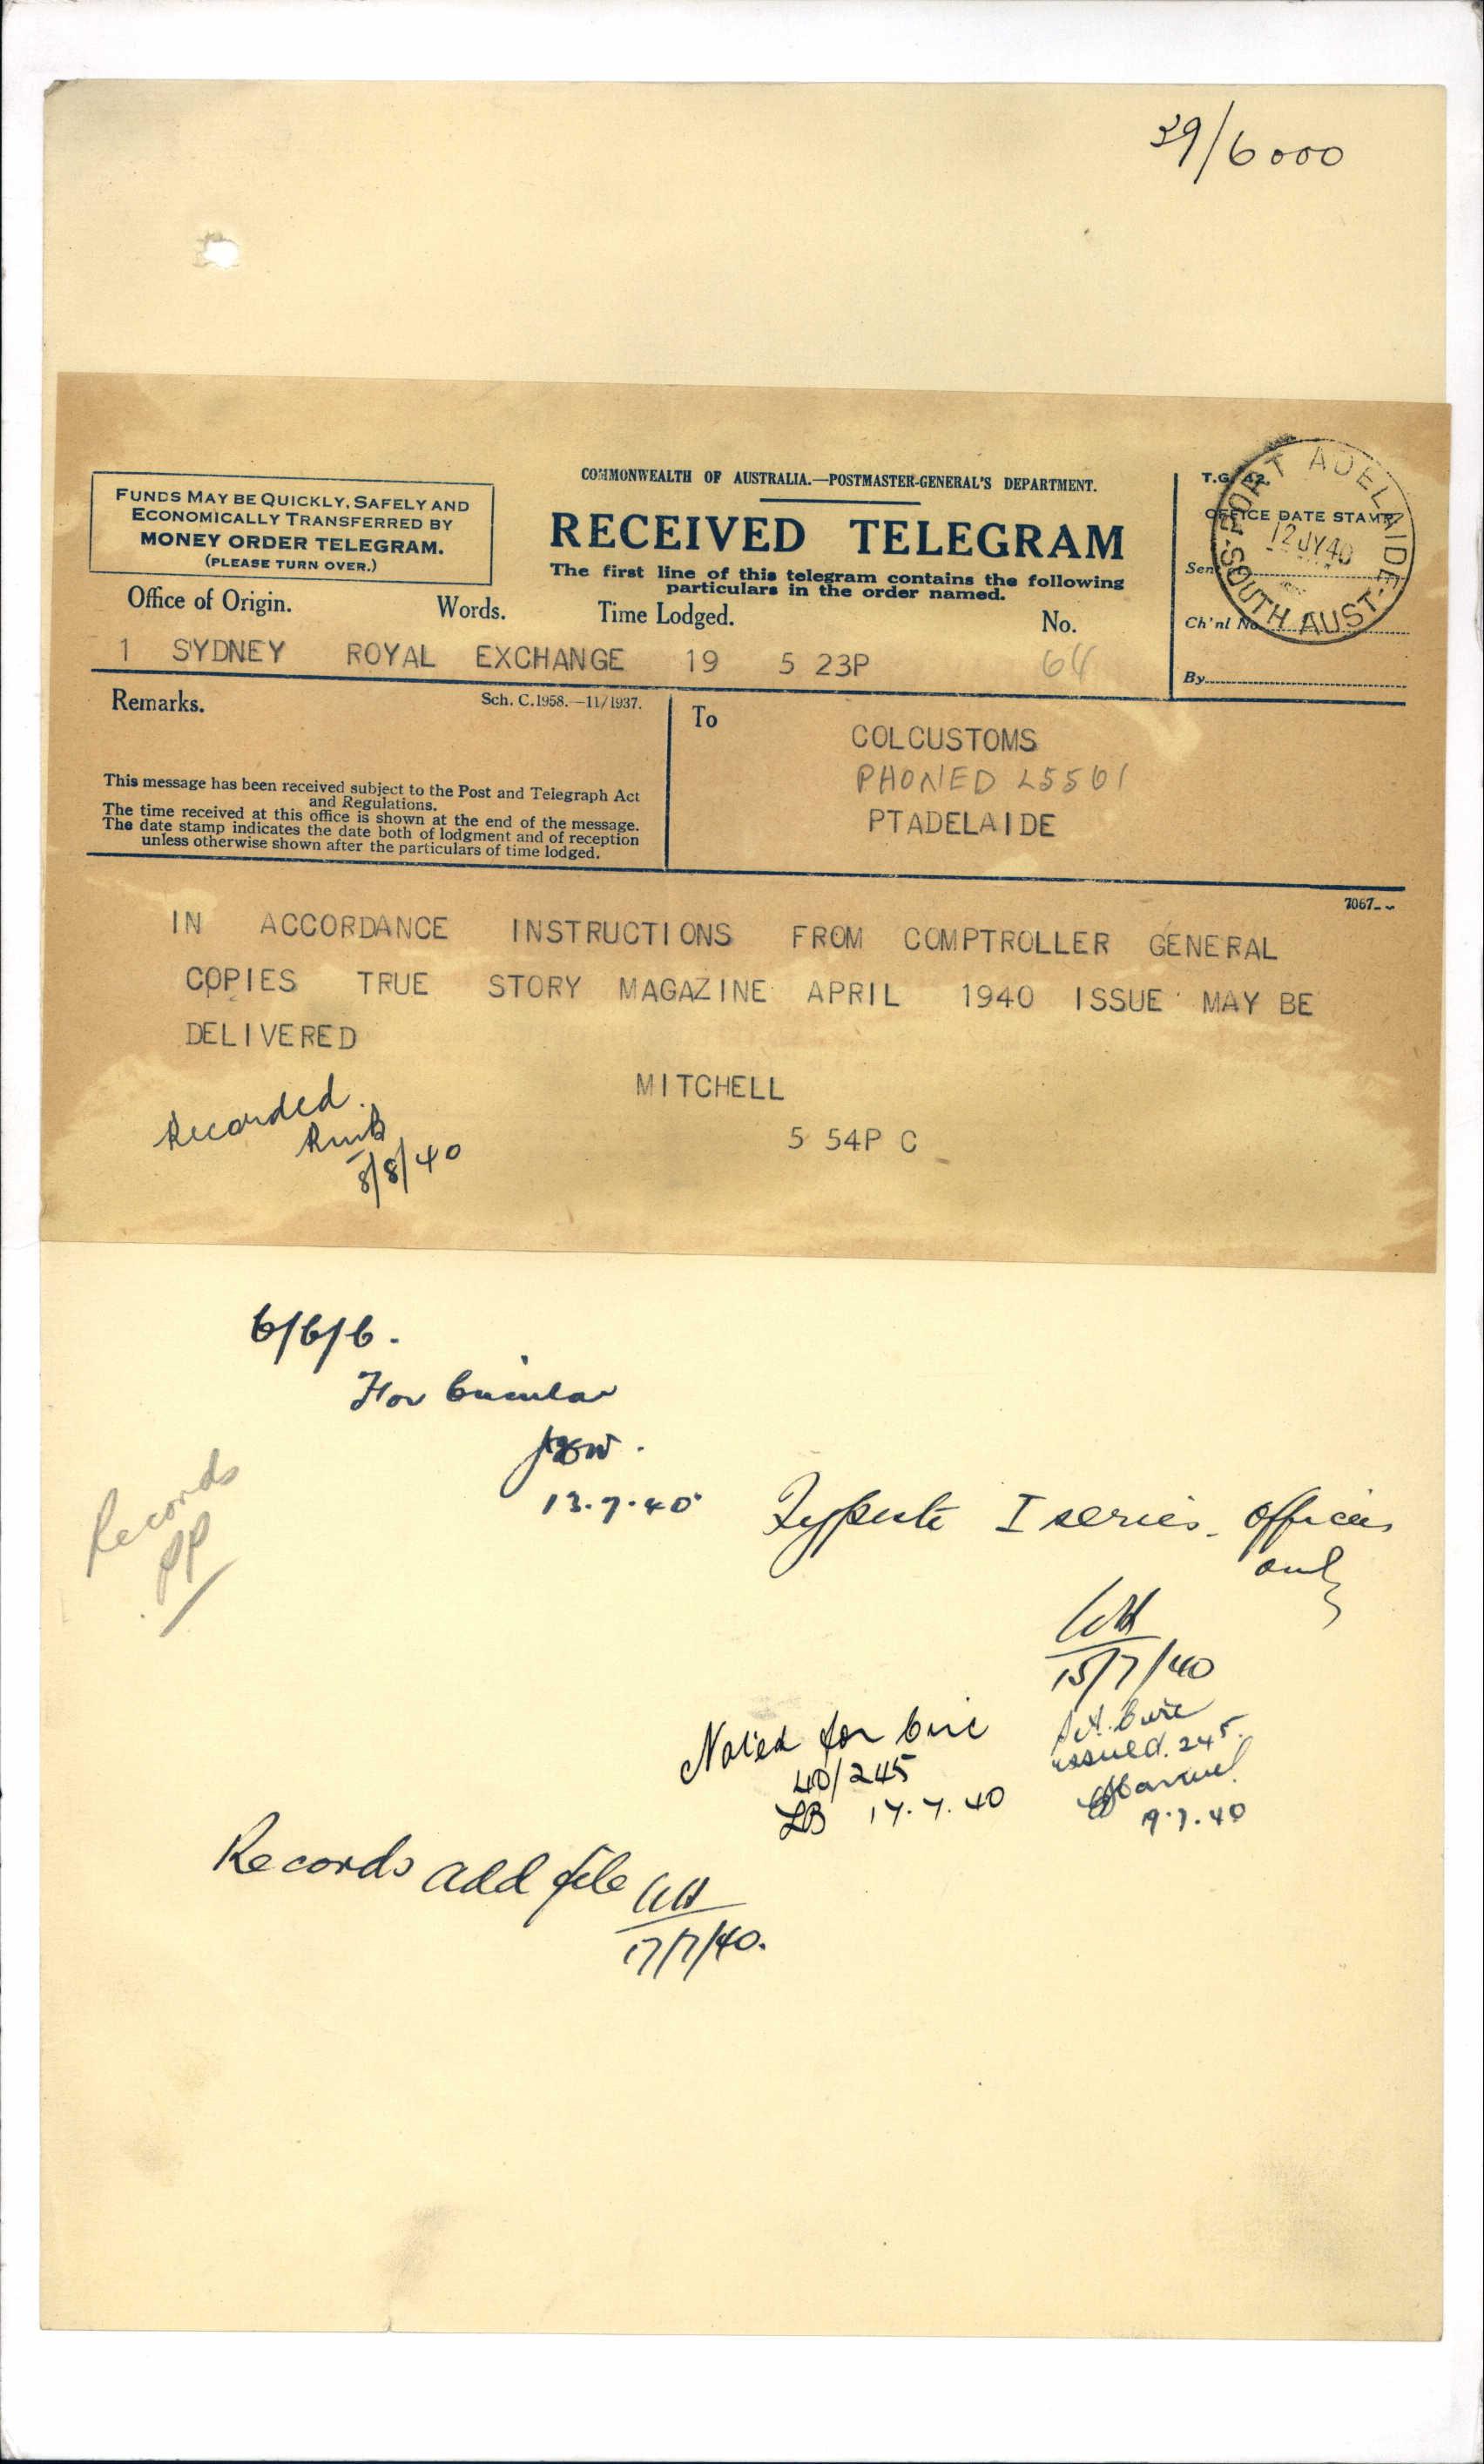 39/6000
COMMONWEALTH OF AUSTRALIA.—POSTMASTER-GENERAL'S DEPARTMENT.
FUNDS MAY BE QUICKLY, SAFELY AND
ECONOMICALLY TRANSFERRED BY
MONEY ORDER TELEGRAM.
(PLEASE TURN OVER.)
RECEIVED TELEGRAM
The first line of this telegram contains the following
particulars in the order named.
T.G. 42.
OFFICE DATE STAMP
PORT ADELAIDE
12 JY 40
SOUTH AUST
Office of Origin. Words. Time Lodged. No.
Ch'nl No
1 SYDNEY ROYAL EXCHANGE 19 5 23P 64
By
Remarks.
Sch. C.1958.—11/1937.
To
COLCUSTOMS
PHONED L5561
PTADELAIDE
This message has been received subject to the Post and Telegraph Act
and Regulations.
The time received at this office is shown at the end of the message.
The date stamp indicates the date both of lodgment and of reception
unless otherwise shown after the particulars of time lodged.
7067
IN ACCORDANCE INSTRUCTIONS FROM COMPTROLLER GENERAL
COPIES TRUE STORY MAGAZINE APRIL 1940 ISSUE MAY BE
DELIVERED
MITCHELL
5 54P C
Recorded.
8/8/40
6/6/6.
For Circular
13.7.40
Records
PP
Typiste I series. Officers
only
15/7/40
Noted for Circ
40/245
LB 17.7.40
Circ
issued. 245.
Records add file
17/7/40.